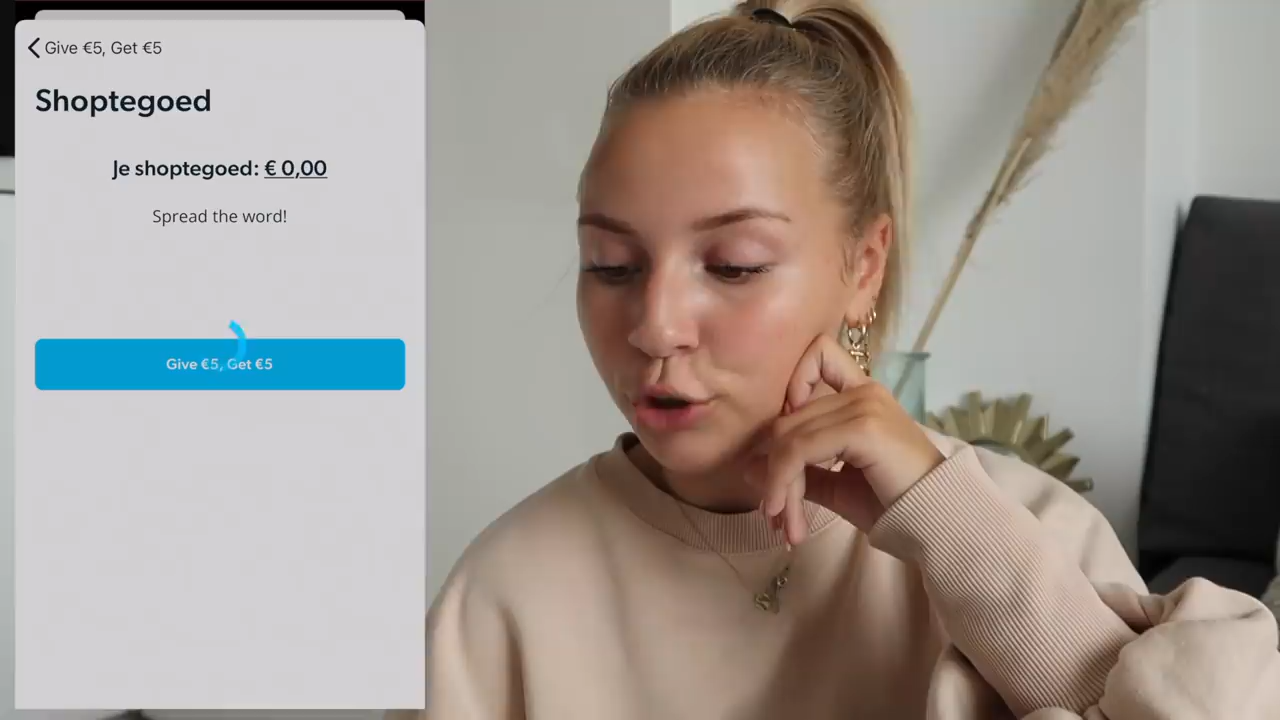 Give €5, Get €5
Shoptegoed
Je shoptegoed: € 0,00
Spread the word!
Give €5, Get €5